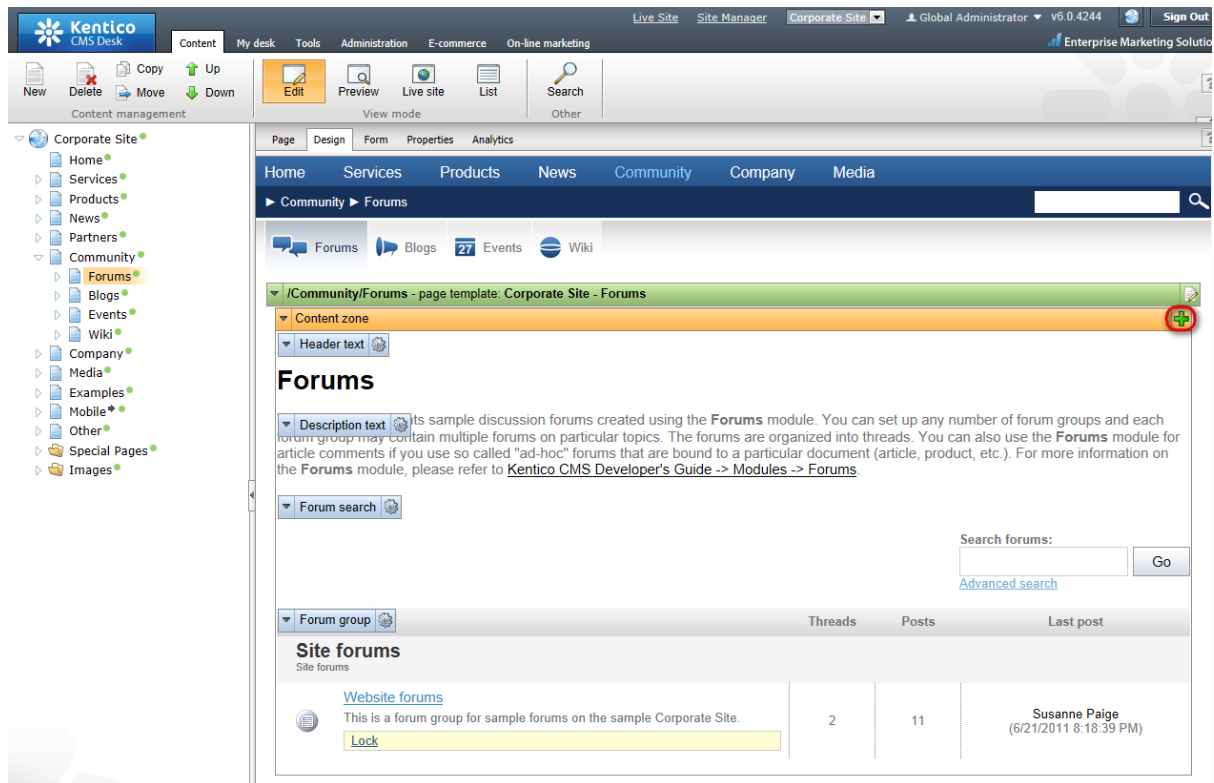 Live Site Site Manager Corporate Site Global Administrator v6.0.4244 Sign Out
Kentico
CMS Desk
Content My desk Tools Administration E-commerce On-line marketing
Enterprise Marketing Solutio
New Delete Copy Move Up Down
Content management
Edit Preview Live site List
View mode
Search
Other
Corporate Site
Home
Services
Products
News
Partners
Community
Forums
Blogs
Events
Wiki
Company
Media
Examples
Mobile
Other
Special Pages
Images
Page Design Form Properties Analytics
Home Services Products News Community Company Media
► Community ► Forums
Forums Blogs 27 Events Wiki
/Community/Forums - page template: Corporate Site - Forums
Content zone
Header text
Forums
Description text ts sample discussion forums created using the Forums module. You can set up any number of forum groups and each
forum group may contain multiple forums on particular topics. The forums are organized into threads. You can also use the Forums module for
article comments if you use so called "ad-hoc" forums that are bound to a particular document (article, product, etc.). For more information on
the Forums module, please refer to Kentico CMS Developer's Guide -> Modules -> Forums.
Forum search
Search forums:
Go
Advanced search
Forum group Threads Posts Last post
Site forums
Site forums
Website forums
This is a forum group for sample forums on the sample Corporate Site.
Lock
2 11
Susanne Paige
(6/21/2011 8:18:39 PM)